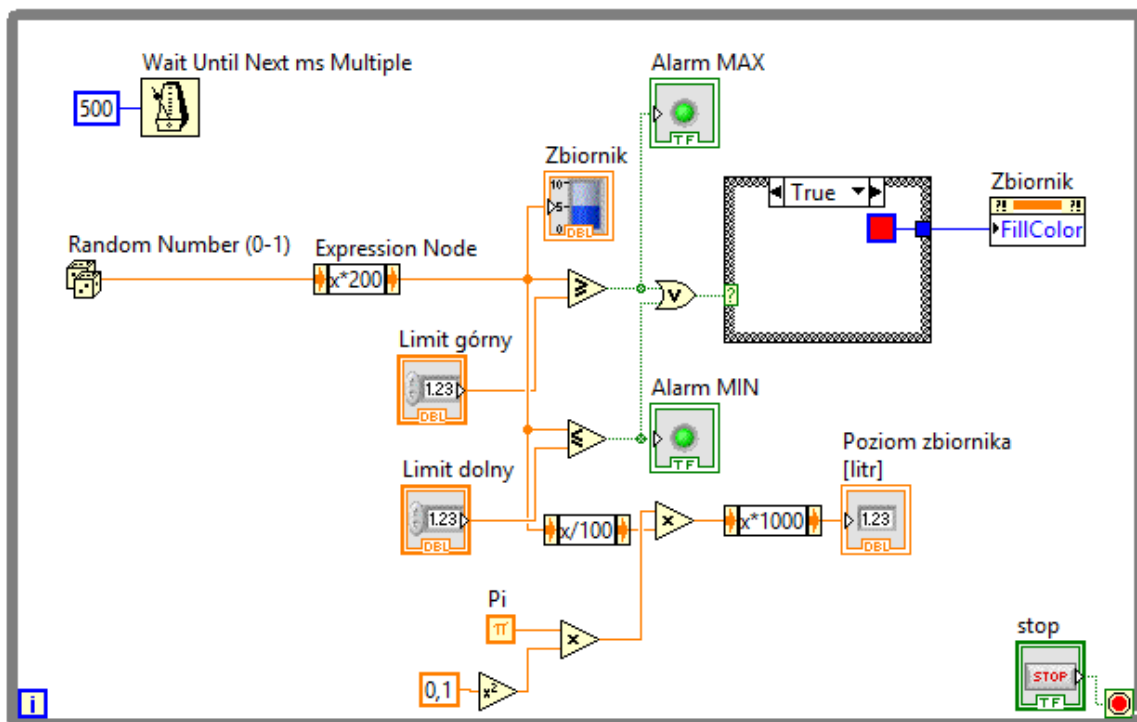 Wait Until Next ms Multiple
500
Alarm MAX
TF
Zbiornik
10
5
0
DBL
True
Zbiornik
?! ?!
FillColor
Random Number (0-1)
Expression Node
x*200
≥
V
?
Limit górny
1.23
DBL
Alarm MIN
TF
≤
Limit dolny
1.23
DBL
Poziom zbiornika
[litr]
x/100
x
x*1000
1.23
DBL
Pi
π
x
0,1
x²
stop
STOP
TF
i